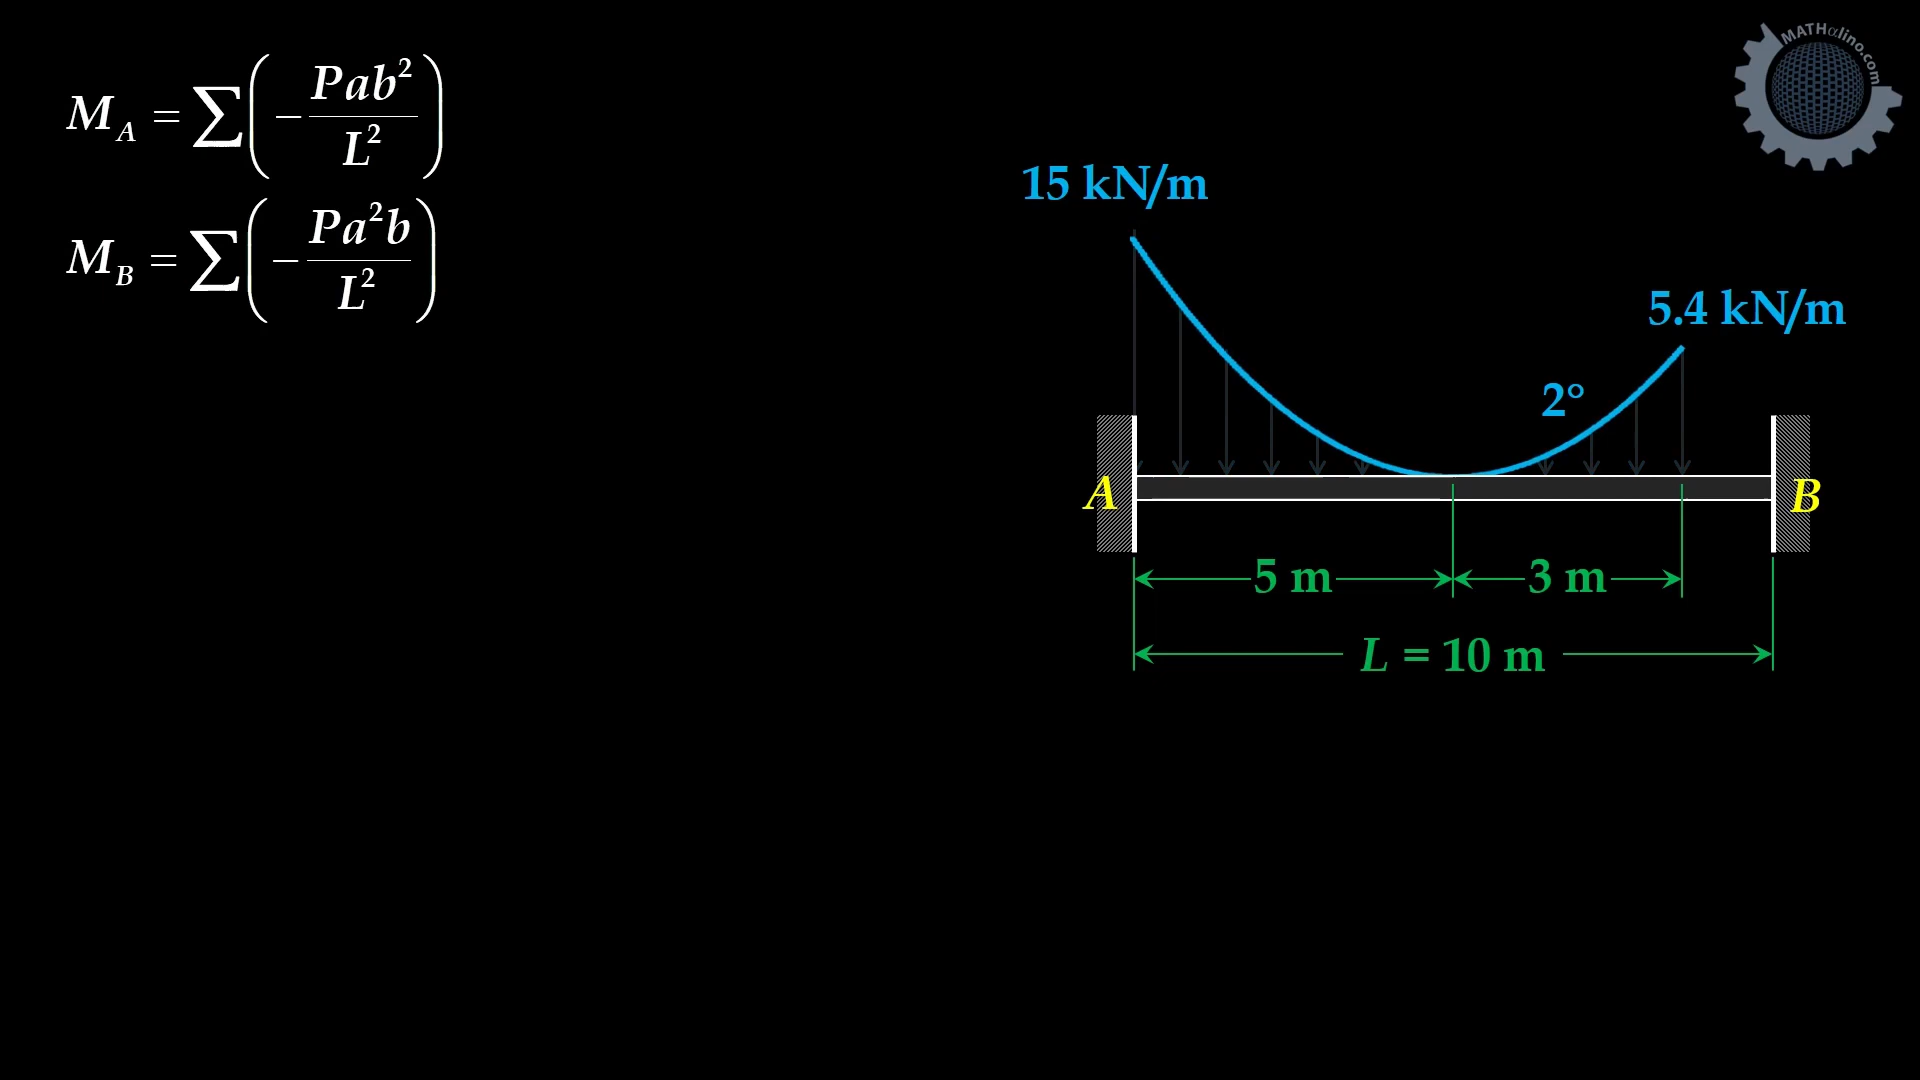 M_A = ∑(−Pab²/L²)
M_B = ∑(−Pa²b/L²)
MATHalino.com
15 kN/m
5.4 kN/m
2°
A
B
5 m
3 m
L = 10 m